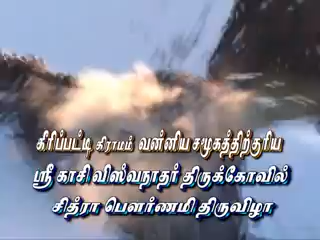 கிரிப்பட்டி கிராமம் வன்னிய சமுகத்திற்குரிய
ஸ்ரீ காசி விஸ்வநாதர் திருக்கோவில்
சித்ரா பௌர்ணமி திருவிழா